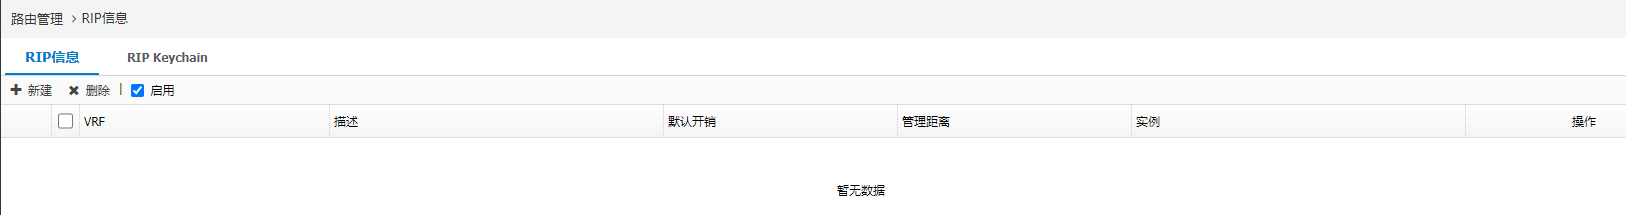 路由管理 > RIP信息
RIP信息 RIP Keychain
新建 删除 启用
VRF 描述 默认开销 管理距离 实例 操作
暂无数据